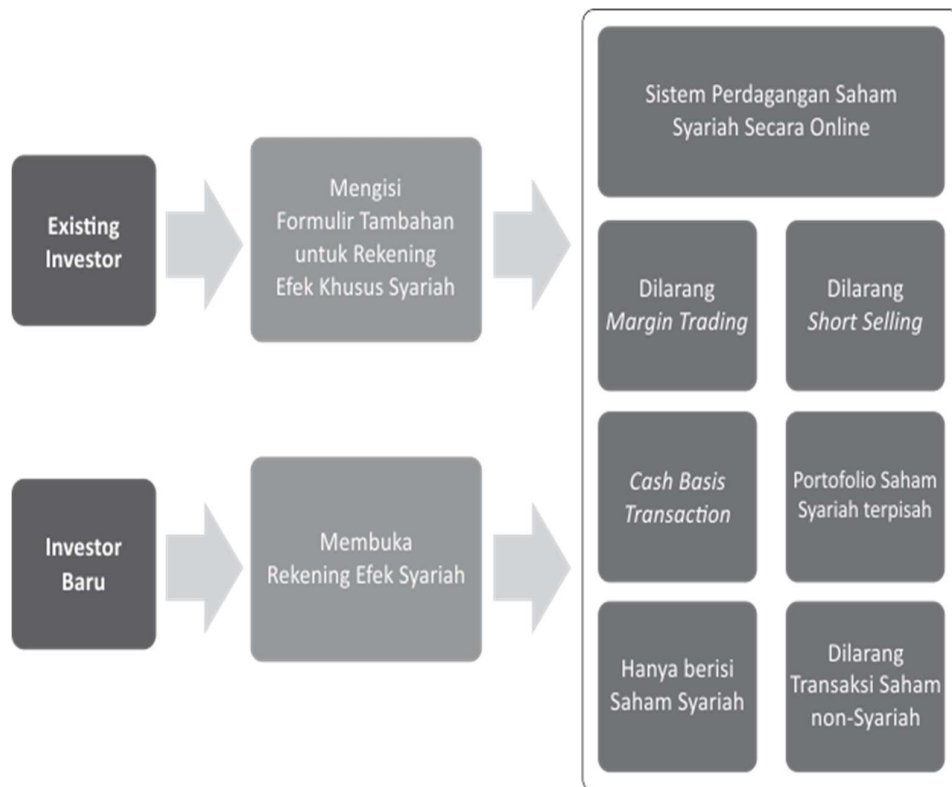 Existing
Investor
Mengisi
Formulir Tambahan
untuk Rekening
Efek Khusus Syariah
Investor
Baru
Membuka
Rekening Efek Syariah
Sistem Perdagangan Saham
Syariah Secara Online
Dilarang
Margin Trading
Dilarang
Short Selling
Cash Basis
Transaction
Portofolio Saham
Syariah terpisah
Hanya berisi
Saham Syariah
Dilarang
Transaksi Saham
non-Syariah